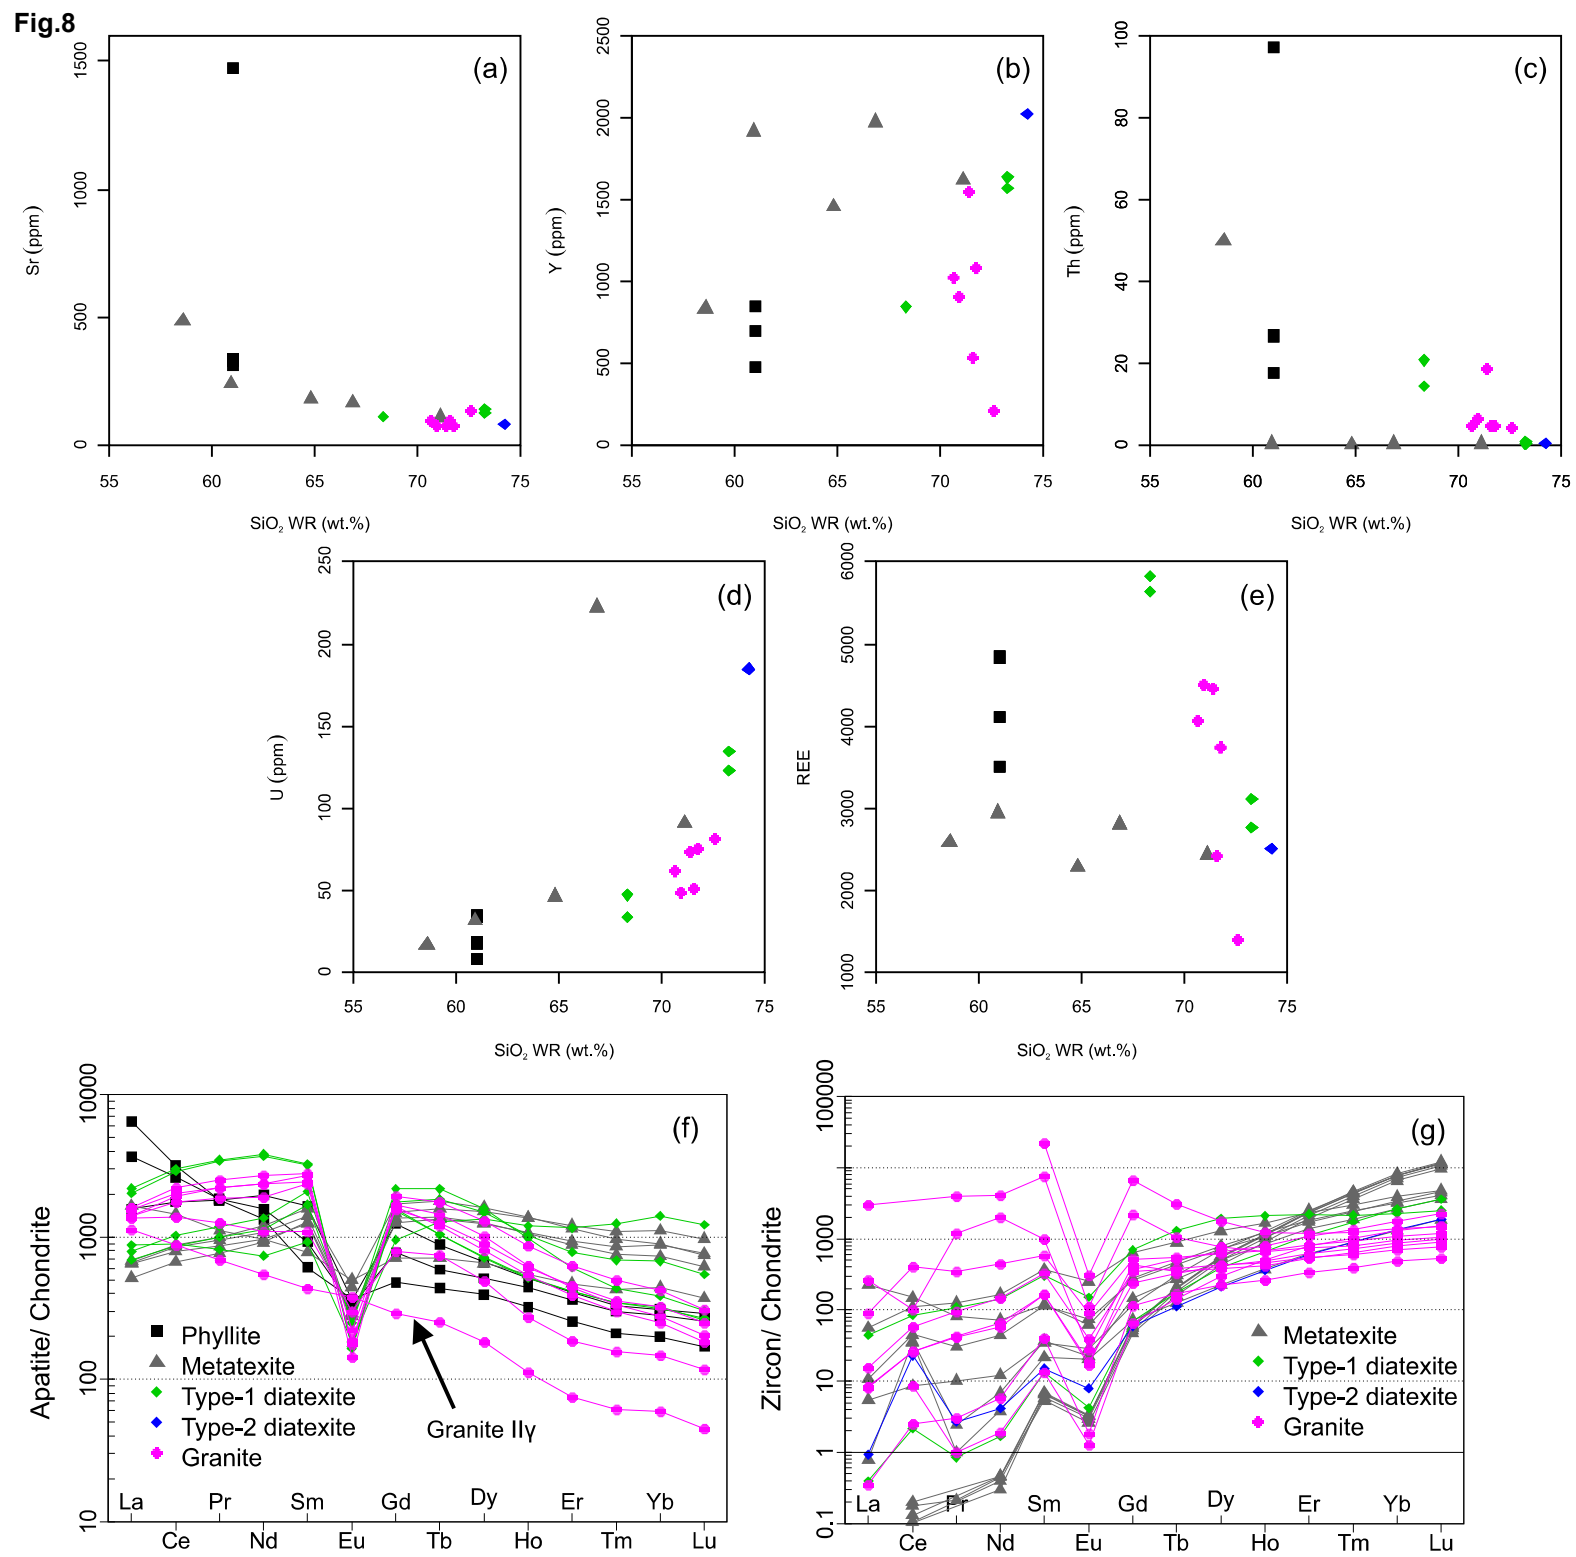 Fig.8
(a)
Sr (ppm)
0 500 1000 1500
55 60 65 70 75
SiO2 WR (wt.%)
(b)
Y (ppm)
0 500 1000 1500 2000 2500
55 60 65 70 75
SiO2 WR (wt.%)
(c)
Th (ppm)
0 20 40 60 80 100
55 60 65 70 75
SiO2 WR (wt.%)
(d)
U (ppm)
0 50 100 150 200 250
55 60 65 70 75
SiO2 WR (wt.%)
(e)
REE
1000 2000 3000 4000 5000 6000
55 60 65 70 75
SiO2 WR (wt.%)
(f)
Apatite/ Chondrite
10 100 1000 10000
Phyllite
Metatexite
Type-1 diatexite
Type-2 diatexite
Granite
Granite IIγ
La Pr Sm Gd Dy Er Yb
Ce Nd Eu Tb Ho Tm Lu
(g)
Zircon/ Chondrite
0.1 1 10 100 1000 100000
Metatexite
Type-1 diatexite
Type-2 diatexite
Granite
La Pr Sm Gd Dy Er Yb
Ce Nd Eu Tb Ho Tm Lu